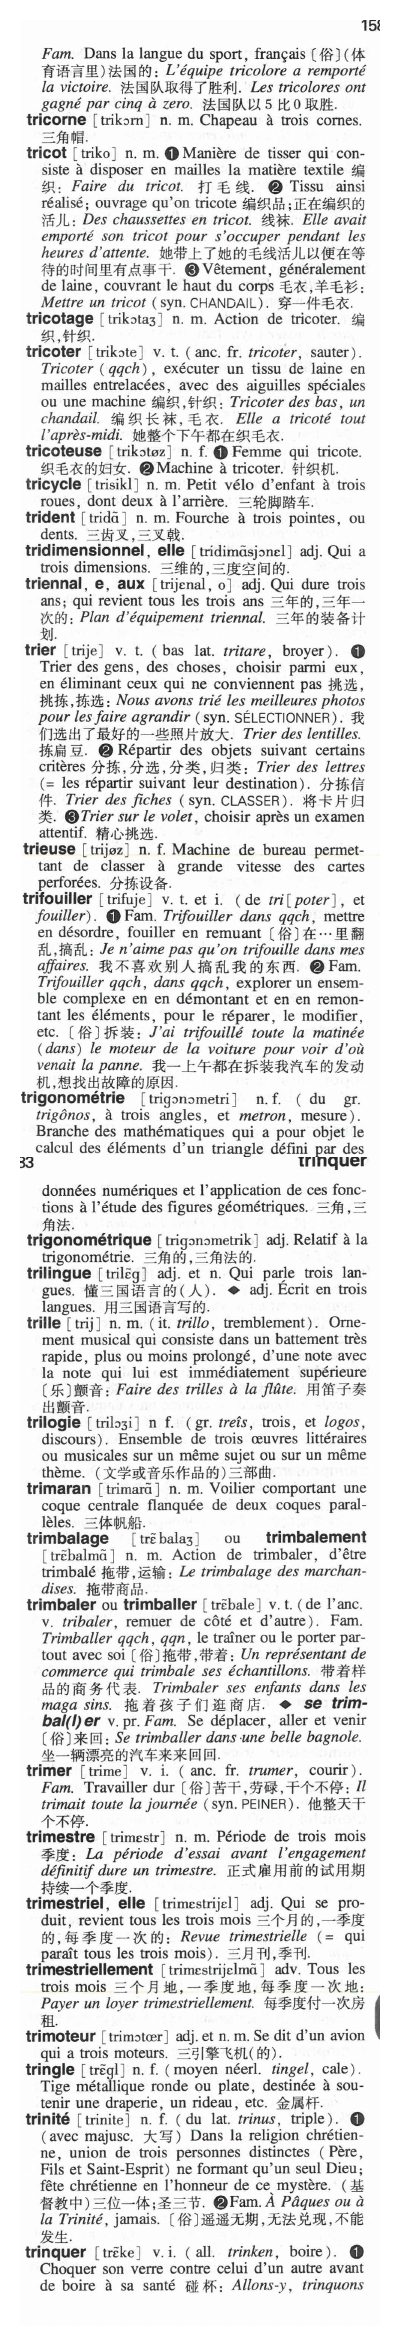 158
Fam. Dans la langue du sport, français〔俗〕(体
育语言里)法国的: L'équipe tricolore a remporté
la victoire. 法国队取得了胜利. Les tricolores ont
gagné par cinq à zero. 法国队以5比0取胜.
tricorne [trikɔrn] n. m. Chapeau à trois cornes.
三角帽.
tricot [triko] n. m. ❶ Manière de tisser qui con-
siste à disposer en mailles la matière textile 编
织: Faire du tricot. 打毛线. ❷ Tissu ainsi
réalisé; ouvrage qu'on tricote 编织品;正在编织的
活儿: Des chaussettes en tricot. 线袜. Elle avait
emporté son tricot pour s'occuper pendant les
heures d'attente. 她带上了她的毛线活儿以便在等
待的时间里有点事干. ❸ Vêtement, généralement
de laine, couvrant le haut du corps 毛衣,羊毛衫:
Mettre un tricot (syn. CHANDAIL). 穿一件毛衣.
tricotage [trikɔtaʒ] n. m. Action de tricoter. 编
织,针织.
tricoter [trikɔte] v. t. (anc. fr. tricoter, sauter).
Tricoter (qqch), exécuter un tissu de laine en
mailles entrelacées, avec des aiguilles spéciales
ou une machine 编织,针织: Tricoter des bas, un
chandail. 编织长袜,毛衣. Elle a tricoté tout
l'après-midi. 她整个下午都在织毛衣.
tricoteuse [trikɔtøz] n. f. ❶ Femme qui tricote.
织毛衣的妇女. ❷ Machine à tricoter. 针织机.
tricycle [trisikl] n. m. Petit vélo d'enfant à trois
roues, dont deux à l'arrière. 三轮脚踏车.
trident [tridɑ̃] n. m. Fourche à trois pointes, ou
dents. 三齿叉,三叉戟.
tridimensionnel, elle [tridimɑ̃sjɔnɛl] adj. Qui a
trois dimensions. 三维的,三度空间的.
triennal, e, aux [trijɛnal, o] adj. Qui dure trois
ans; qui revient tous les trois ans 三年的,三年一
次的: Plan d'équipement triennal. 三年的装备计
划.
trier [trije] v. t. (bas lat. tritare, broyer). ❶
Trier des gens, des choses, choisir parmi eux,
en éliminant ceux qui ne conviennent pas 挑选,
挑拣,拣选: Nous avons trié les meilleures photos
pour les faire agrandir (syn. SÉLECTIONNER). 我
们选出了最好的一些照片放大. Trier des lentilles.
拣扁豆. ❷ Répartir des objets suivant certains
critères 分拣,分选,分类,归类: Trier des lettres
(= les répartir suivant leur destination). 分拣信
件. Trier des fiches (syn. CLASSER). 将卡片归
类. ❸ Trier sur le volet, choisir après un examen
attentif. 精心挑选.
trieuse [trijøz] n. f. Machine de bureau permet-
tant de classer à grande vitesse des cartes
perforées. 分拣设备.
trifouiller [trifuje] v. t. et i. (de tri[poter], et
fouiller). ❶ Fam. Trifouiller dans qqch, mettre
en désordre, fouiller en remuant〔俗〕在…里翻
乱,搞乱: Je n'aime pas qu'on trifouille dans mes
affaires. 我不喜欢别人搞乱我的东西. ❷ Fam.
Trifouiller qqch, dans qqch, explorer un ensem-
ble complexe en en démontant et en en remon-
tant les éléments, pour le réparer, le modifier,
etc.〔俗〕拆装: J'ai trifouillé toute la matinée
(dans) le moteur de la voiture pour voir d'où
venait la panne. 我一上午都在拆装我汽车的发动
机,想找出故障的原因.
trigonométrie [trigɔnɔmetri] n. f. (du gr.
trigônos, à trois angles, et metron, mesure).
Branche des mathématiques qui a pour objet le
calcul des éléments d'un triangle défini par des
83 trinquer
données numériques et l'application de ces fonc-
tions à l'étude des figures géométriques. 三角,三
角法.
trigonométrique [trigɔnɔmetrik] adj. Relatif à la
trigonométrie. 三角的,三角法的.
trilingue [trilɛ̃g] adj. et n. Qui parle trois lan-
gues. 懂三国语言的(人). ◆ adj. Écrit en trois
langues. 用三国语言写的.
trille [trij] n. m. (it. trillo, tremblement). Orne-
ment musical qui consiste dans un battement très
rapide, plus ou moins prolongé, d'une note avec
la note qui lui est immédiatement supérieure
〔乐〕颤音: Faire des trilles à la flûte. 用笛子奏
出颤音.
trilogie [trilɔʒi] n f. (gr. treîs, trois, et logos,
discours). Ensemble de trois œuvres littéraires
ou musicales sur un même sujet ou sur un même
thème. (文学或音乐作品的)三部曲.
trimaran [trimarɑ̃] n. m. Voilier comportant une
coque centrale flanquée de deux coques paral-
lèles. 三体帆船.
trimbalage [trɛ̃balaʒ] ou trimbalement
[trɛ̃balmɑ̃] n. m. Action de trimbaler, d'être
trimbalé 拖带,运输: Le trimbalage des marchan-
dises. 拖带商品.
trimbaler ou trimballer [trɛ̃bale] v. t. (de l'anc.
v. tribaler, remuer de côté et d'autre). Fam.
Trimballer qqch, qqn, le traîner ou le porter par-
tout avec soi〔俗〕拖带,带着: Un représentant de
commerce qui trimbale ses échantillons. 带着样
品的商务代表. Trimbaler ses enfants dans les
maga sins. 拖着孩子们逛商店. ◆ se trim-
bal(l)er v. pr. Fam. Se déplacer, aller et venir
〔俗〕来回: Se trimballer dans une belle bagnole.
坐一辆漂亮的汽车来来回回.
trimer [trime] v. i. (anc. fr. trumer, courir).
Fam. Travailler dur〔俗〕苦干,劳碌,干个不停: Il
trimait toute la journée (syn. PEINER). 他整天干
个不停.
trimestre [trimɛstr] n. m. Période de trois mois
季度: La période d'essai avant l'engagement
définitif dure un trimestre. 正式雇用前的试用期
持续一个季度.
trimestriel, elle [trimɛstrijɛl] adj. Qui se pro-
duit, revient tous les trois mois 三个月的,一季度
的,每季度一次的: Revue trimestrielle (= qui
paraît tous les trois mois). 三月刊,季刊.
trimestriellement [trimɛstrijɛlmɑ̃] adv. Tous les
trois mois 三个月地,一季度地,每季度一次地:
Payer un loyer trimestriellement. 每季度付一次房
租.
trimoteur [trimɔtœr] adj. et n. m. Se dit d'un avion
qui a trois moteurs. 三引擎飞机(的).
tringle [trɛ̃gl] n. f. (moyen néerl. tingel, cale).
Tige métallique ronde ou plate, destinée à sou-
tenir une draperie, un rideau, etc. 金属杆.
trinité [trinite] n. f. (du lat. trinus, triple). ❶
(avec majusc. 大写) Dans la religion chrétien-
ne, union de trois personnes distinctes (Père,
Fils et Saint-Esprit) ne formant qu'un seul Dieu;
fête chrétienne en l'honneur de ce mystère. (基
督教中)三位一体;圣三节. ❷ Fam. À Pâques ou à
la Trinité, jamais.〔俗〕遥遥无期,无法兑现,不能
发生.
trinquer [trɛ̃ke] v. i. (all. trinken, boire). ❶
Choquer son verre contre celui d'un autre avant
de boire à sa santé 碰杯: Allons-y, trinquons